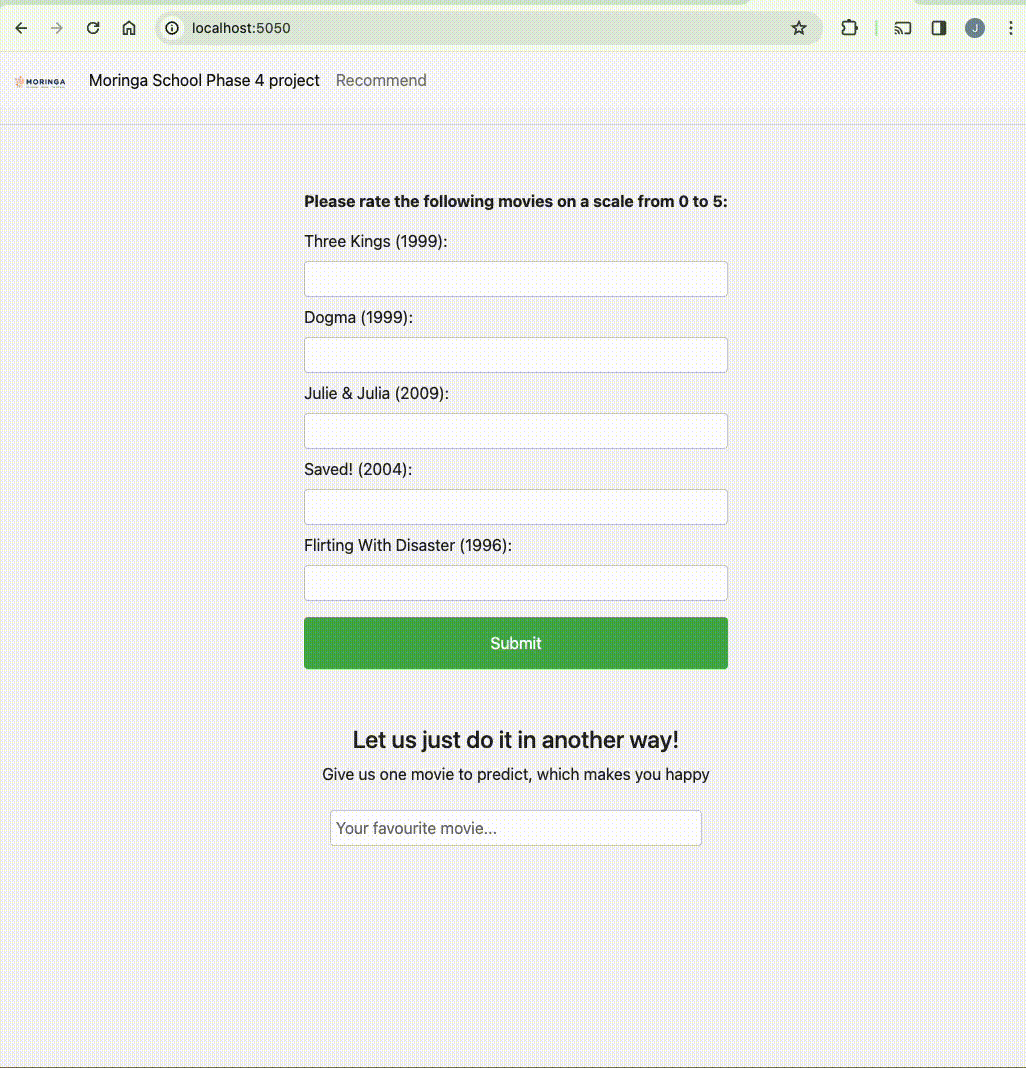 localhost:5050
J
MORINGA
Moringa School Phase 4 project
Recommend
Please rate the following movies on a scale from 0 to 5:
Three Kings (1999):
Dogma (1999):
Julie & Julia (2009):
Saved! (2004):
Flirting With Disaster (1996):
Submit
Let us just do it in another way!
Give us one movie to predict, which makes you happy
Your favourite movie...